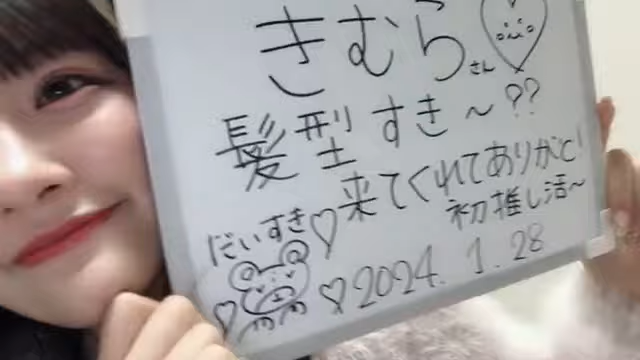 きむらさん
髪型すき〜??
来てくれてありがと!
初推し活〜
だいすき♡
♡2024.1.28